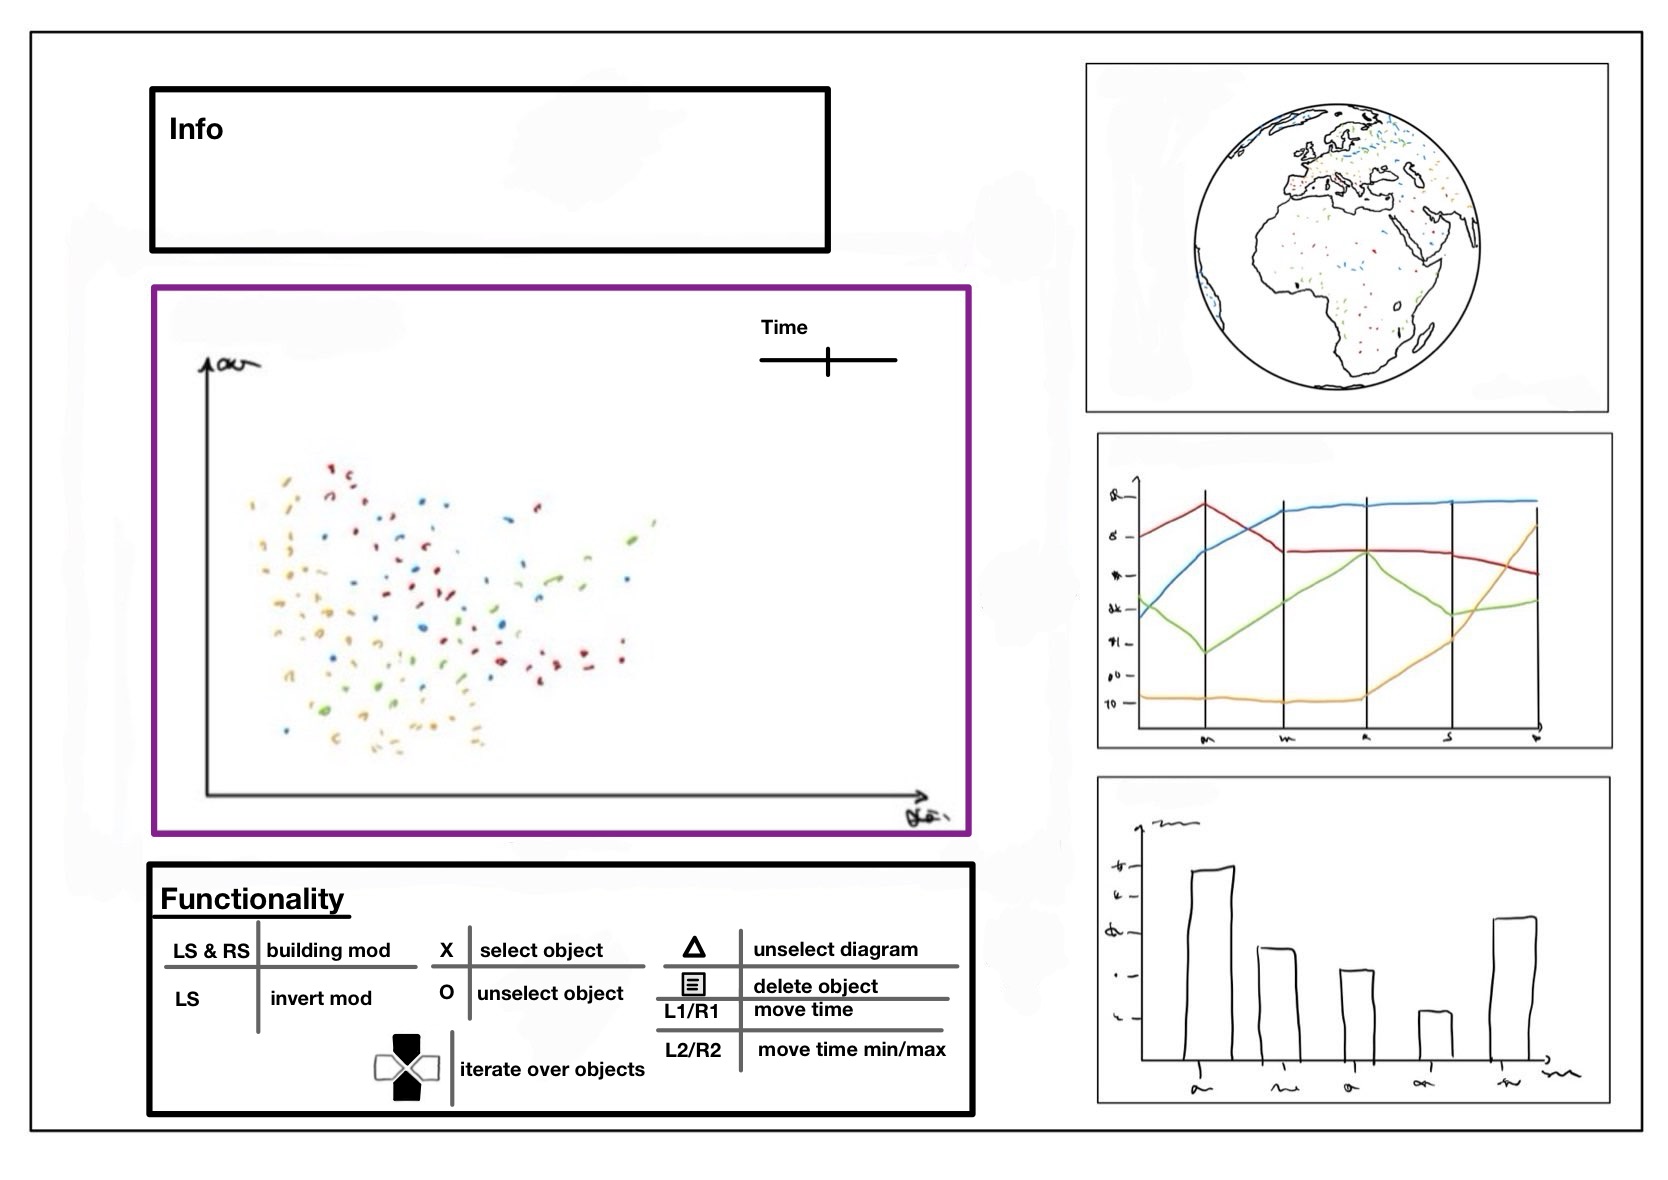 Info
Time
Functionality
LS & RS building mod
LS invert mod
X select object
O unselect object
iterate over objects
△ unselect diagram
delete object
L1/R1 move time
L2/R2 move time min/max